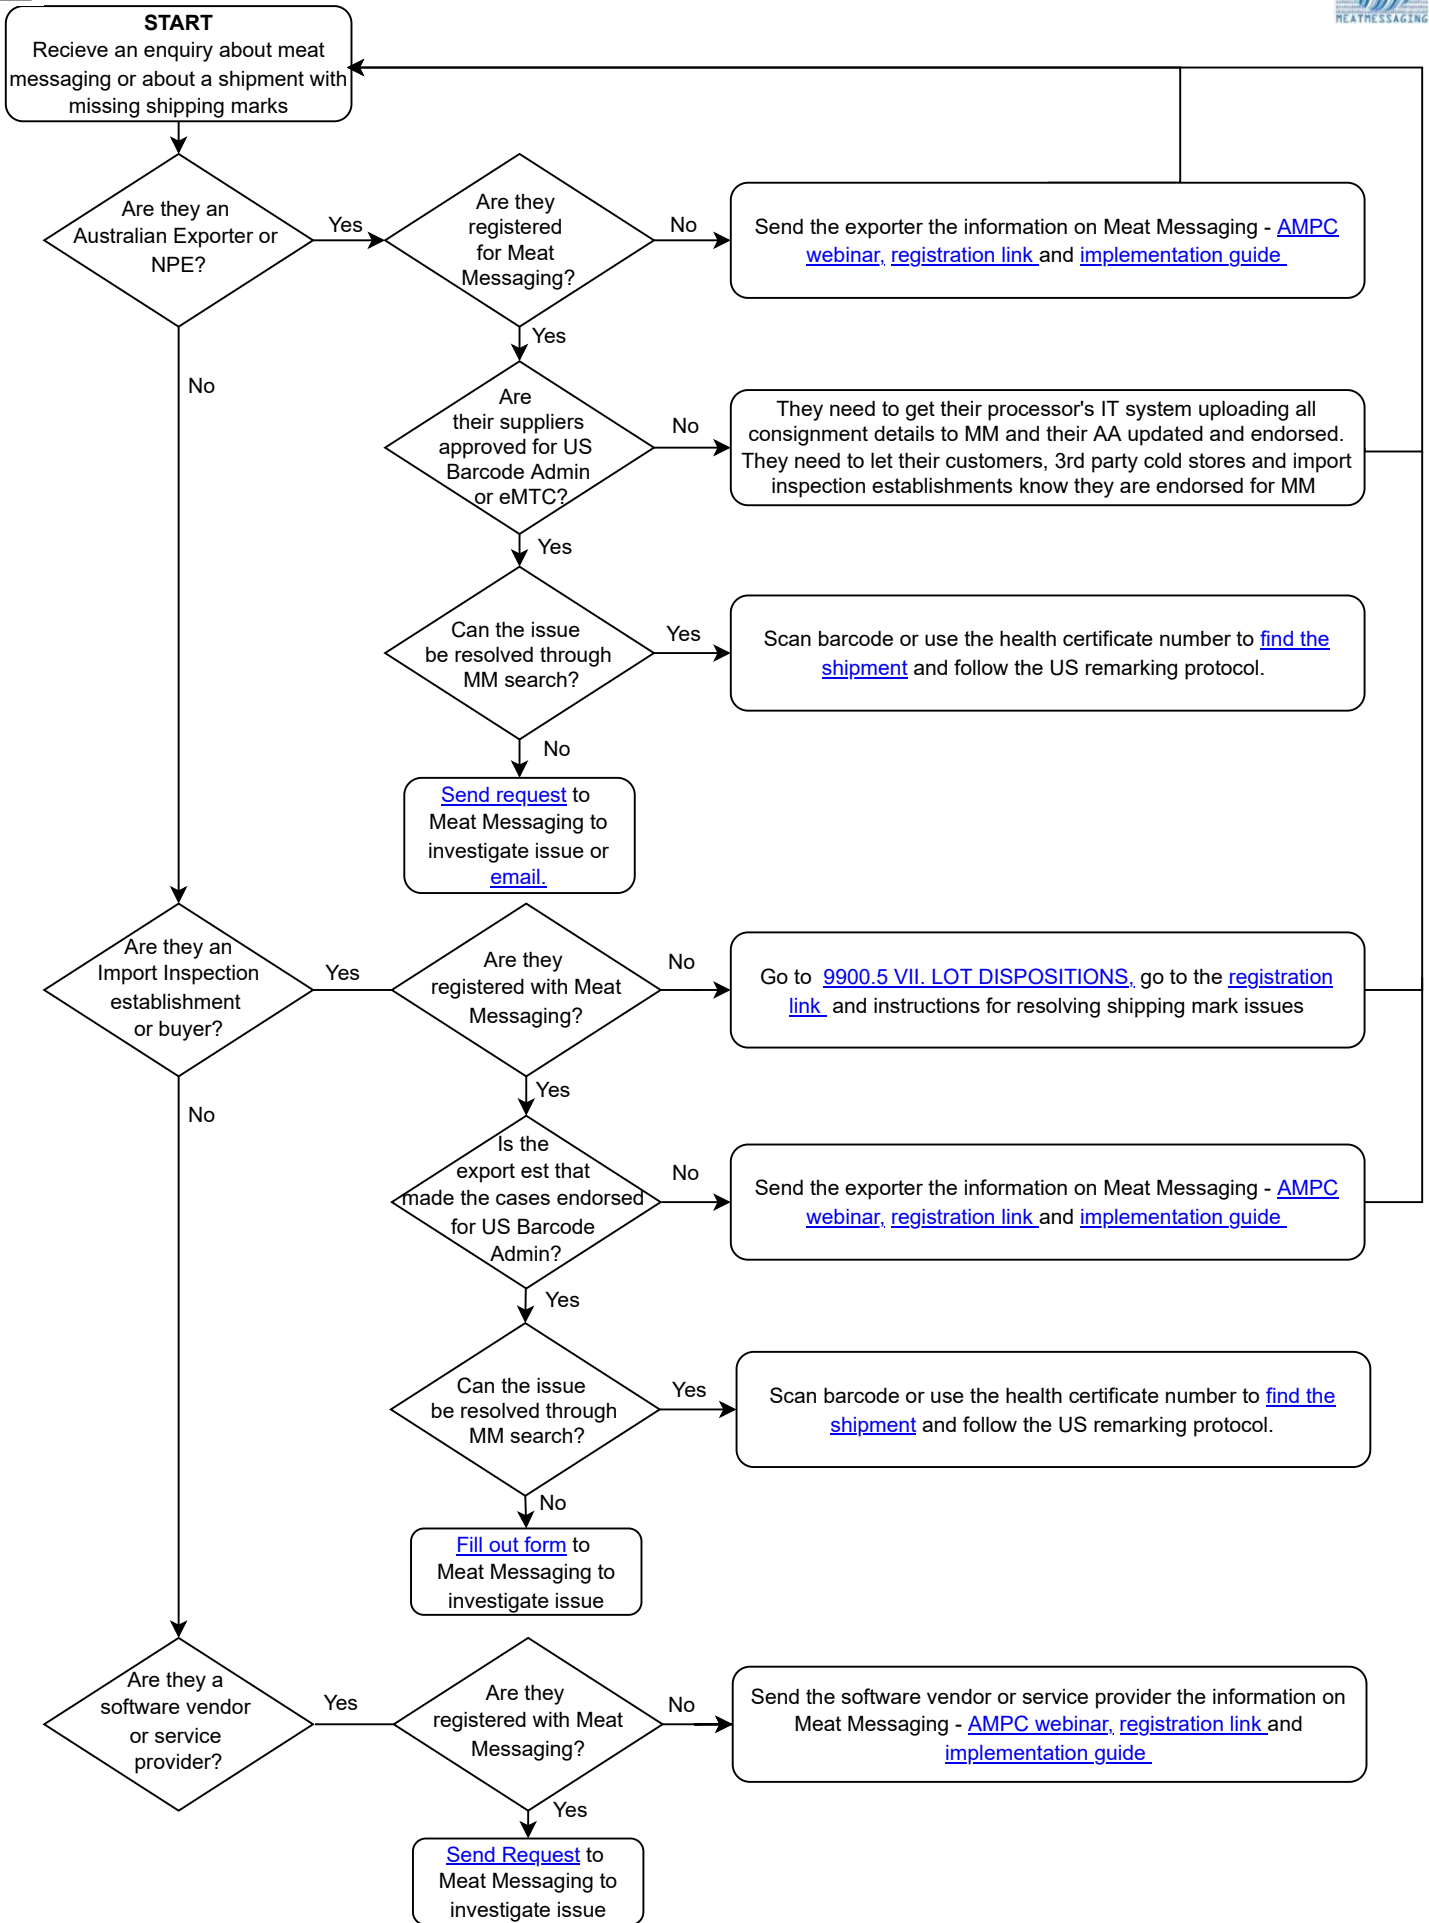 MEATMESSAGING
START
Recieve an enquiry about meat
messaging or about a shipment with
missing shipping marks
Are they an
Australian Exporter or
NPE?
Yes
Are they
registered
for Meat
Messaging?
No
Send the exporter the information on Meat Messaging - AMPC
webinar, registration link and implementation guide
Yes
No
Are
their suppliers
approved for US
Barcode Admin
or eMTC?
No
They need to get their processor's IT system uploading all
consignment details to MM and their AA updated and endorsed.
They need to let their customers, 3rd party cold stores and import
inspection establishments know they are endorsed for MM
Yes
Can the issue
be resolved through
MM search?
Yes
Scan barcode or use the health certificate number to find the
shipment and follow the US remarking protocol.
No
Send request to
Meat Messaging to
investigate issue or
email.
Are they an
Import Inspection
establishment
or buyer?
Yes
Are they
registered with Meat
Messaging?
No
Go to 9900.5 VII. LOT DISPOSITIONS, go to the registration
link and instructions for resolving shipping mark issues
Yes
No
Is the
export est that
made the cases endorsed
for US Barcode
Admin?
No
Send the exporter the information on Meat Messaging - AMPC
webinar, registration link and implementation guide
Yes
Can the issue
be resolved through
MM search?
Yes
Scan barcode or use the health certificate number to find the
shipment and follow the US remarking protocol.
No
Fill out form to
Meat Messaging to
investigate issue
Are they a
software vendor
or service
provider?
Yes
Are they
registered with Meat
Messaging?
No
Send the software vendor or service provider the information on
Meat Messaging - AMPC webinar, registration link and
implementation guide
Yes
Send Request to
Meat Messaging to
investigate issue